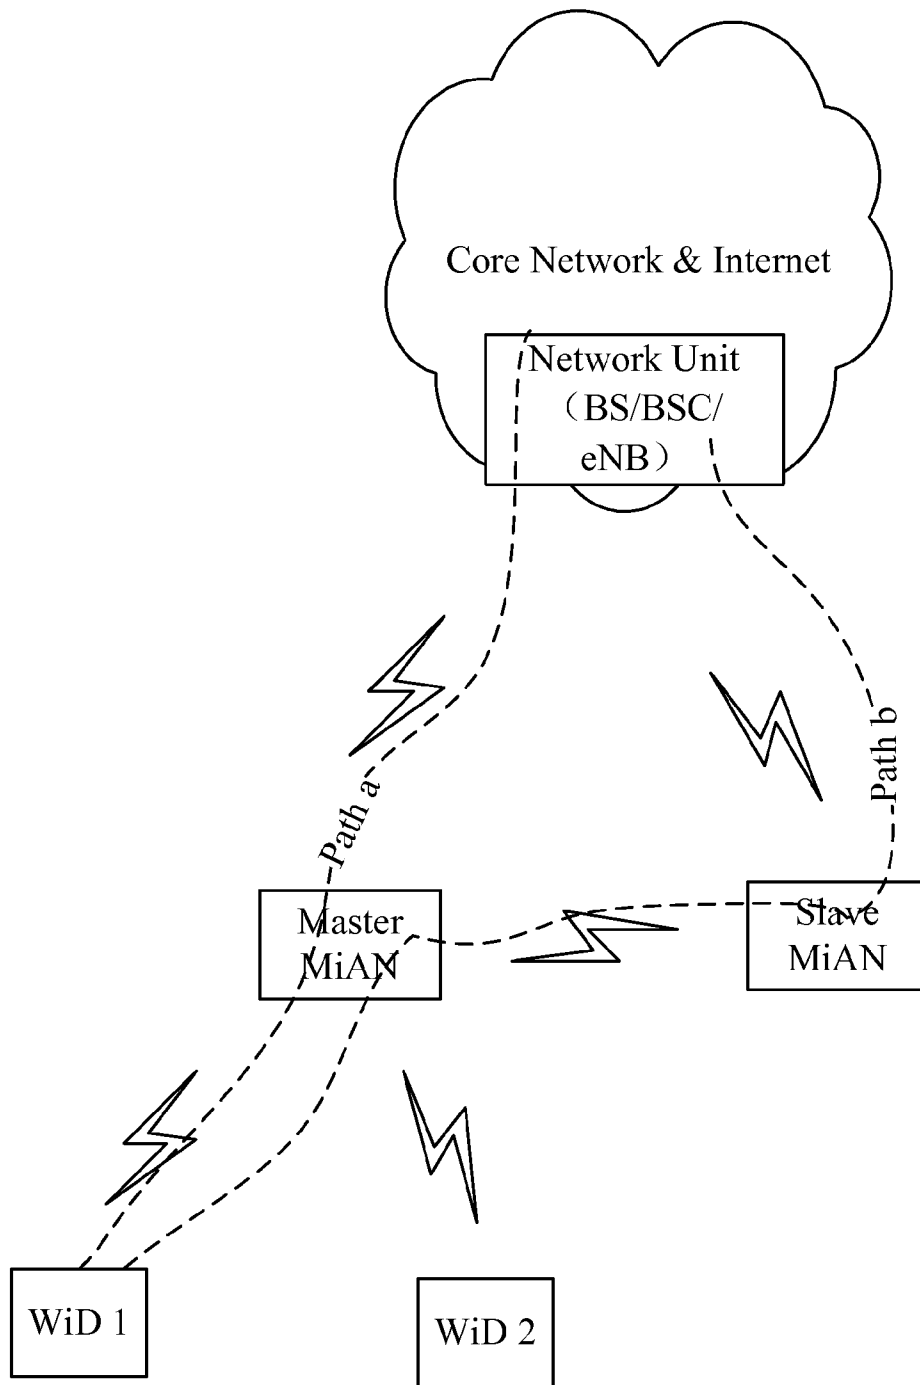 Core Network & Internet
Network Unit
（BS/BSC/
eNB）
Path a
Path b
Master
MiAN
Slave
MiAN
WiD 1
WiD 2